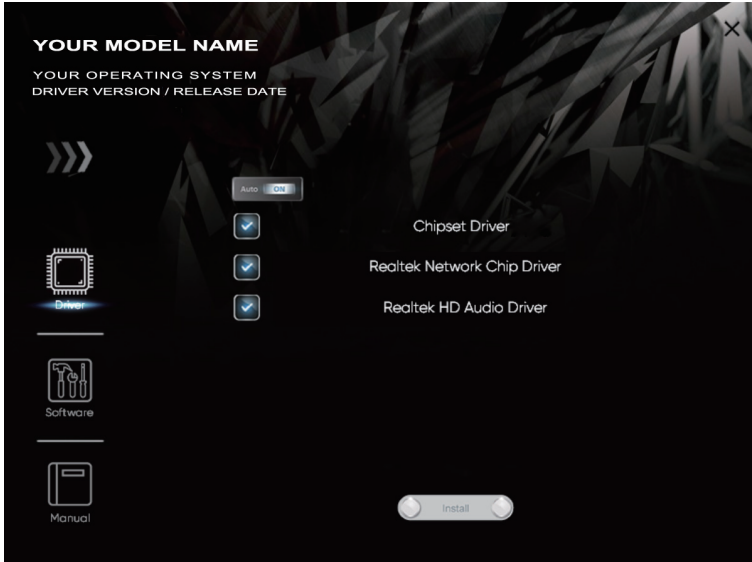 YOUR MODEL NAME
YOUR OPERATING SYSTEM
DRIVER VERSION / RELEASE DATE
Auto ON
Chipset Driver
Realtek Network Chip Driver
Realtek HD Audio Driver
Driver
Software
Manual
Install